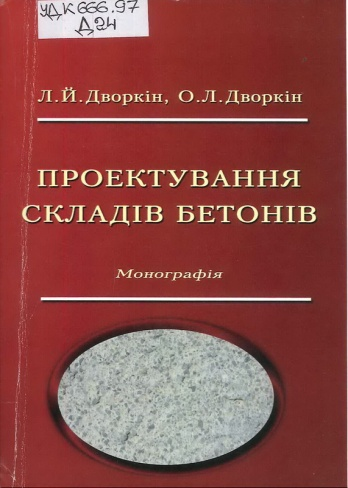 УДК 666.97
Д24
Л.Й.Дворкін, О.Л.Дворкін
ПРОЕКТУВАННЯ
СКЛАДІВ БЕТОНІВ
Монографія